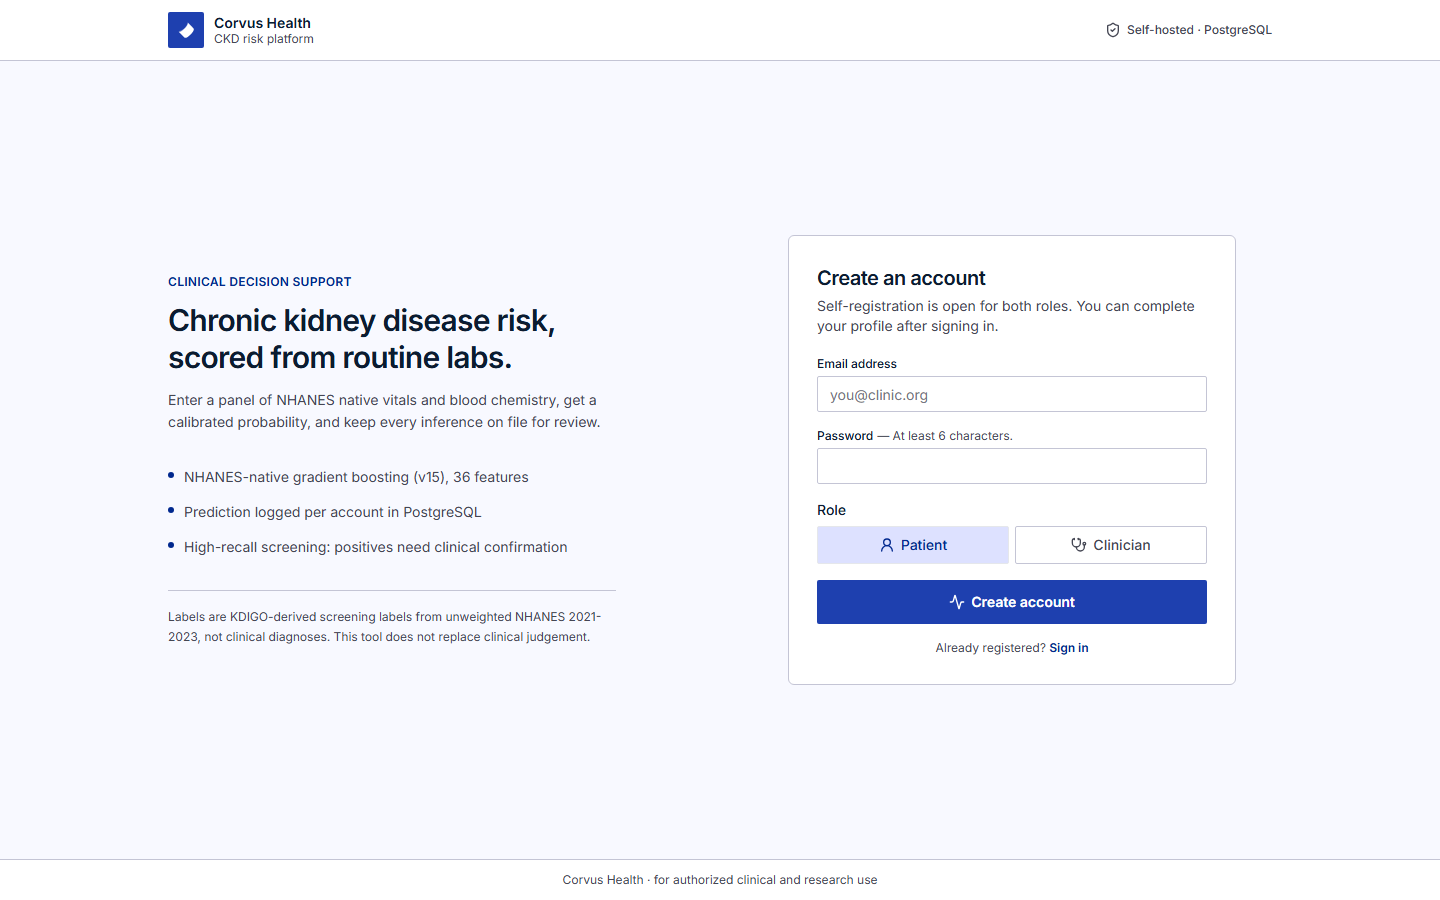 Corvus Health
CKD risk platform
Self-hosted · PostgreSQL
CLINICAL DECISION SUPPORT
Chronic kidney disease risk,
scored from routine labs.
Enter a panel of NHANES native vitals and blood chemistry, get a
calibrated probability, and keep every inference on file for review.
NHANES-native gradient boosting (v15), 36 features
Prediction logged per account in PostgreSQL
High-recall screening: positives need clinical confirmation
Labels are KDIGO-derived screening labels from unweighted NHANES 2021-
2023, not clinical diagnoses. This tool does not replace clinical judgement.
Create an account
Self-registration is open for both roles. You can complete
your profile after signing in.
Email address
you@clinic.org
Password — At least 6 characters.
Role
Patient
Clinician
Create account
Already registered? Sign in
Corvus Health · for authorized clinical and research use